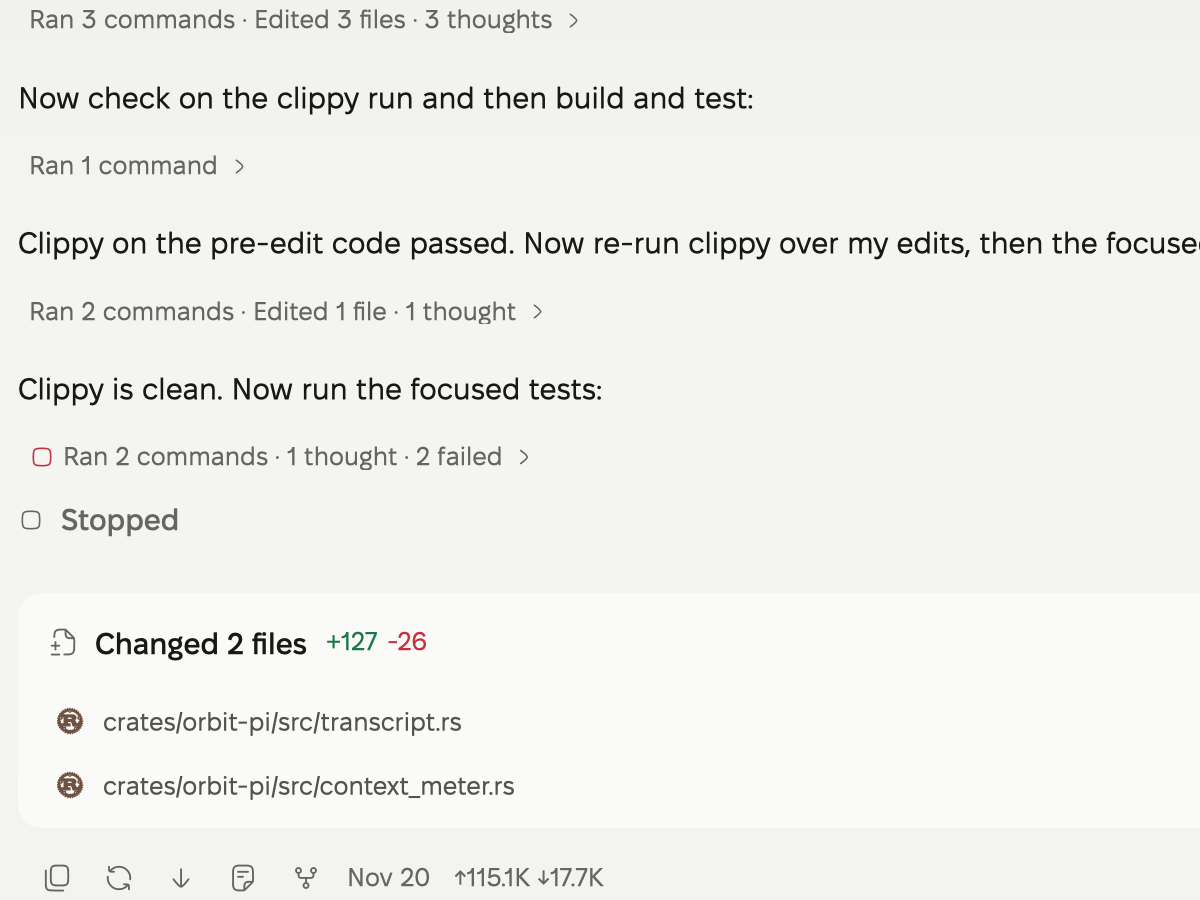 Ran 3 commands · Edited 3 files · 3 thoughts
Now check on the clippy run and then build and test:
Ran 1 command
Clippy on the pre-edit code passed. Now re-run clippy over my edits, then the
Ran 2 commands · Edited 1 file · 1 thought
Clippy is clean. Now run the focused tests:
Ran 2 commands · 1 thought · 2 failed
Stopped
Changed 2 files +127 -26
crates/orbit-pi/src/transcript.rs
crates/orbit-pi/src/context_meter.rs
Nov 20 ↑115.1K ↓17.7K